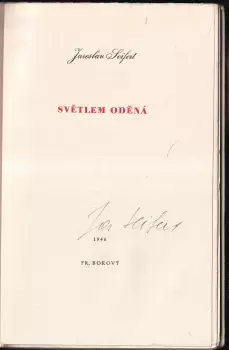 Jaroslav Seifert
SVĚTLEM ODĚNÁ
Jar Seifert
1946
FR. BOROVÝ